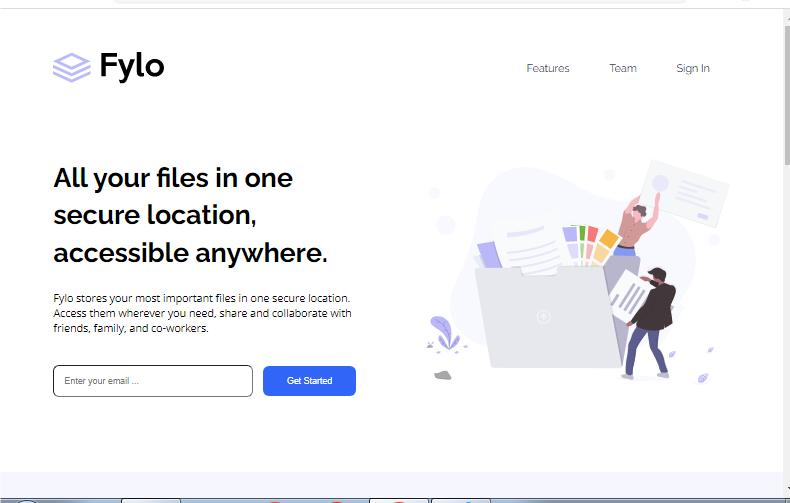 Fylo
Features
Team
Sign In
All your files in one
secure location,
accessible anywhere.
Fylo stores your most important files in one secure location.
Access them wherever you need, share and collaborate with
friends, family, and co-workers.
Enter your email ...
Get Started